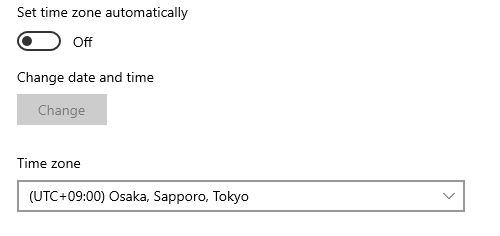 Set time zone automatically
Off
Change date and time
Change
Time zone
(UTC+09:00) Osaka, Sapporo, Tokyo